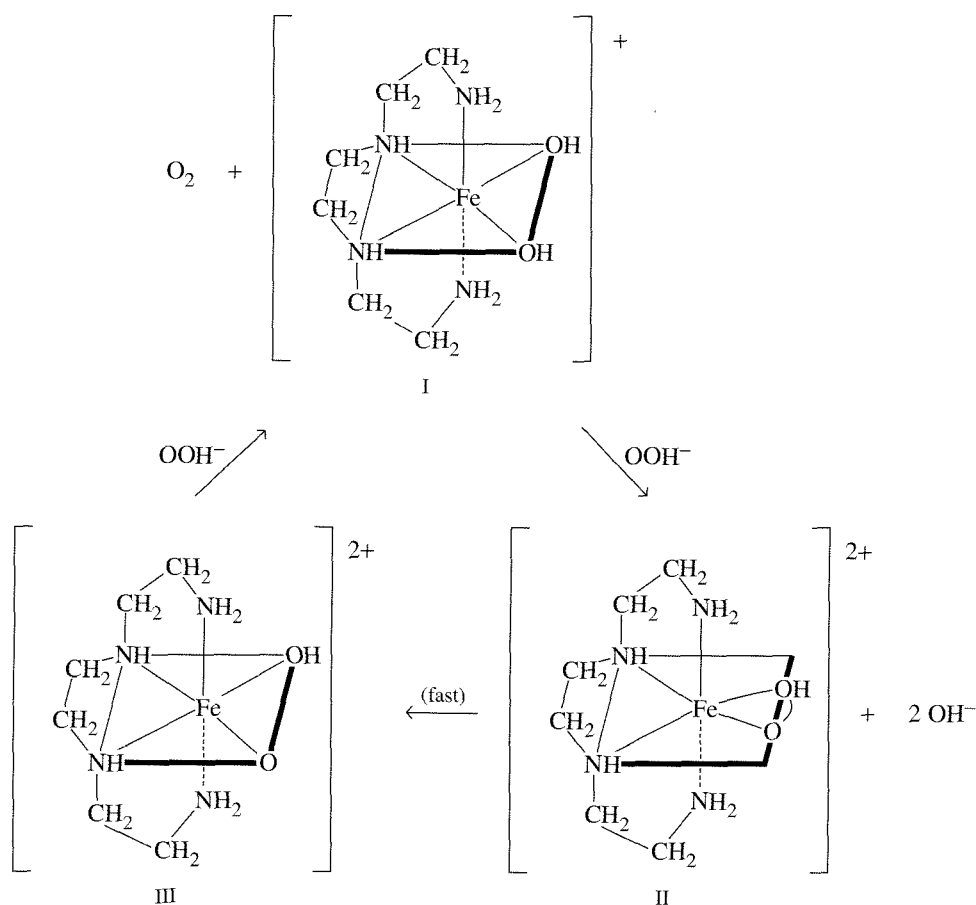 +
CH₂
CH₂ NH₂
NH OH
CH₂
O₂ + Fe
CH₂
NH OH
NH₂
CH₂
CH₂
I
OOH⁻ OOH⁻
2+ 2+
CH₂ CH₂
CH₂ NH₂ CH₂ NH₂
NH OH NH
CH₂ CH₂ OH
Fe (fast) Fe + 2 OH⁻
CH₂ CH₂ O
NH O NH
NH₂ NH₂
CH₂ CH₂
CH₂ CH₂
III II